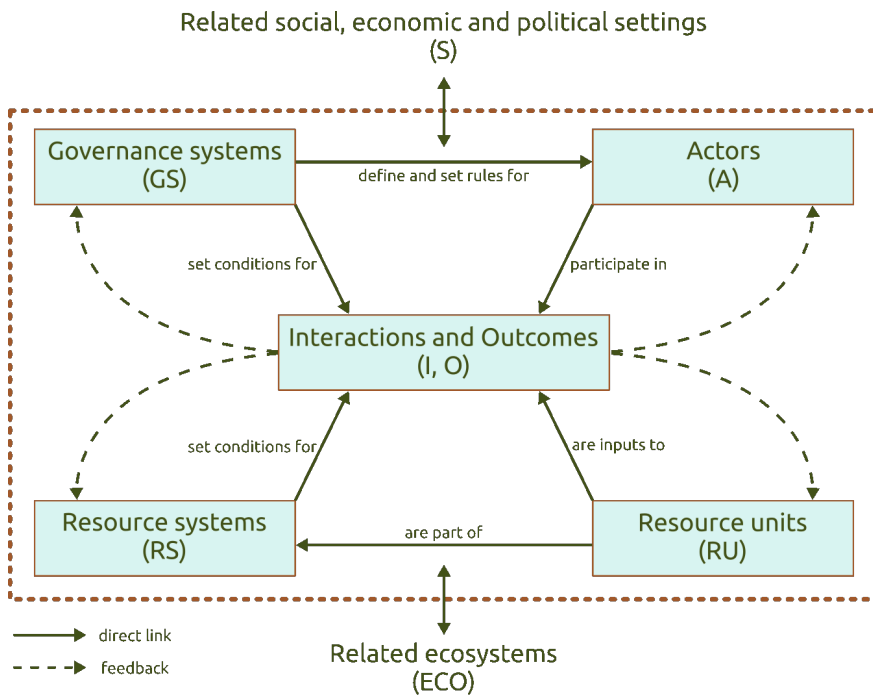 Related social, economic and political settings
(S)
Governance systems
(GS)
define and set rules for
Actors
(A)
set conditions for
participate in
Interactions and Outcomes
(I, O)
set conditions for
are inputs to
Resource systems
(RS)
are part of
Resource units
(RU)
direct link
feedback
Related ecosystems
(ECO)